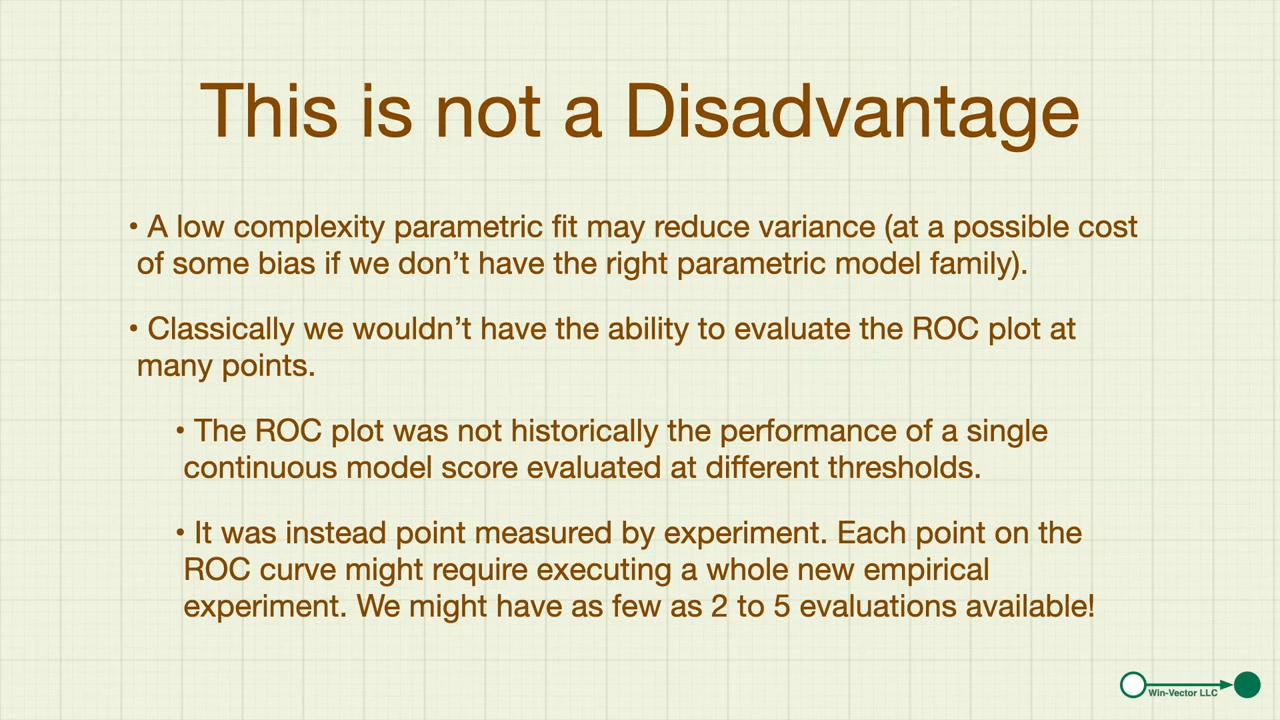 This is not a Disadvantage
• A low complexity parametric fit may reduce variance (at a possible cost
of some bias if we don’t have the right parametric model family).
• Classically we wouldn’t have the ability to evaluate the ROC plot at
many points.
• The ROC plot was not historically the performance of a single
continuous model score evaluated at different thresholds.
• It was instead point measured by experiment. Each point on the
ROC curve might require executing a whole new empirical
experiment. We might have as few as 2 to 5 evaluations available!
Win-Vector LLC